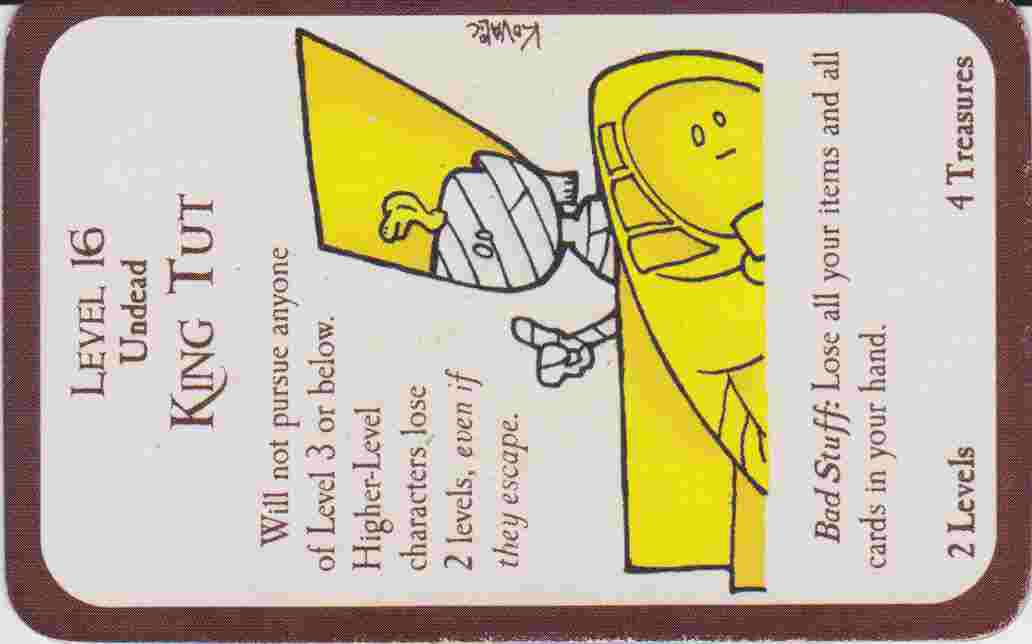 LEVEL 16
Undead
KING TUT
Will not pursue anyone
of Level 3 or below.
Higher-Level
characters lose
2 levels, even if
they escape.
KOVALIC
Bad Stuff: Lose all your items and all
cards in your hand.
2 Levels 4 Treasures